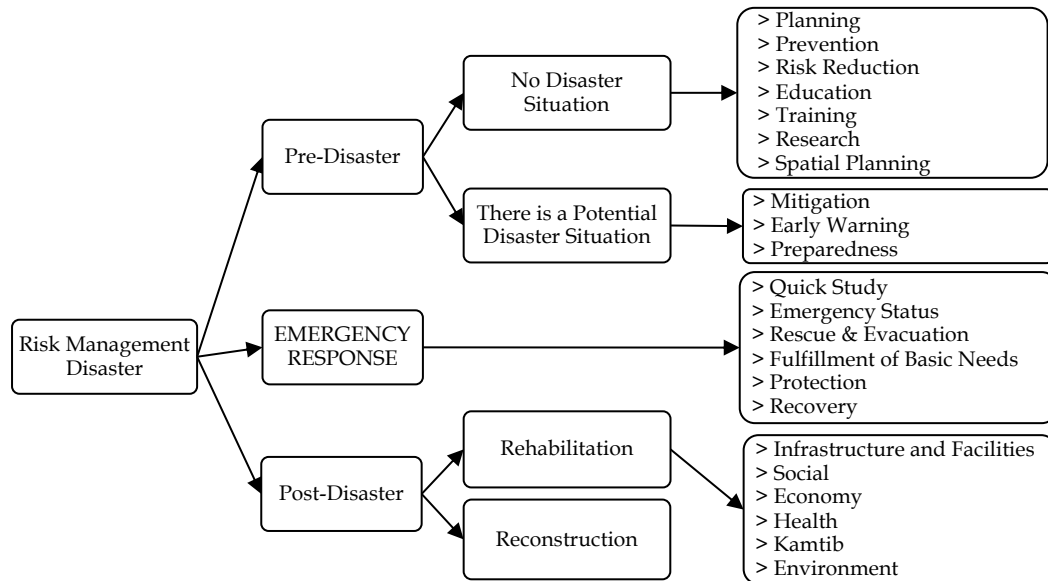 Risk Management
Disaster
Pre-Disaster
No Disaster
Situation
> Planning
> Prevention
> Risk Reduction
> Education
> Training
> Research
> Spatial Planning
There is a Potential
Disaster Situation
> Mitigation
> Early Warning
> Preparedness
EMERGENCY
RESPONSE
> Quick Study
> Emergency Status
> Rescue & Evacuation
> Fulfillment of Basic Needs
> Protection
> Recovery
Post-Disaster
Rehabilitation
> Infrastructure and Facilities
> Social
> Economy
> Health
> Kamtib
> Environment
Reconstruction